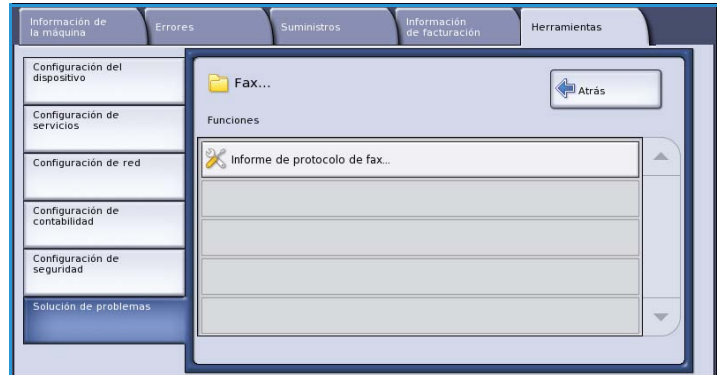 Información de
la máquina
Errores
Suministros
Información
de facturación
Herramientas
Configuración del
dispositivo
Configuración de
servicios
Configuración de red
Configuración de
contabilidad
Configuración de
seguridad
Solución de problemas
Fax...
Atrás
Funciones
Informe de protocolo de fax...